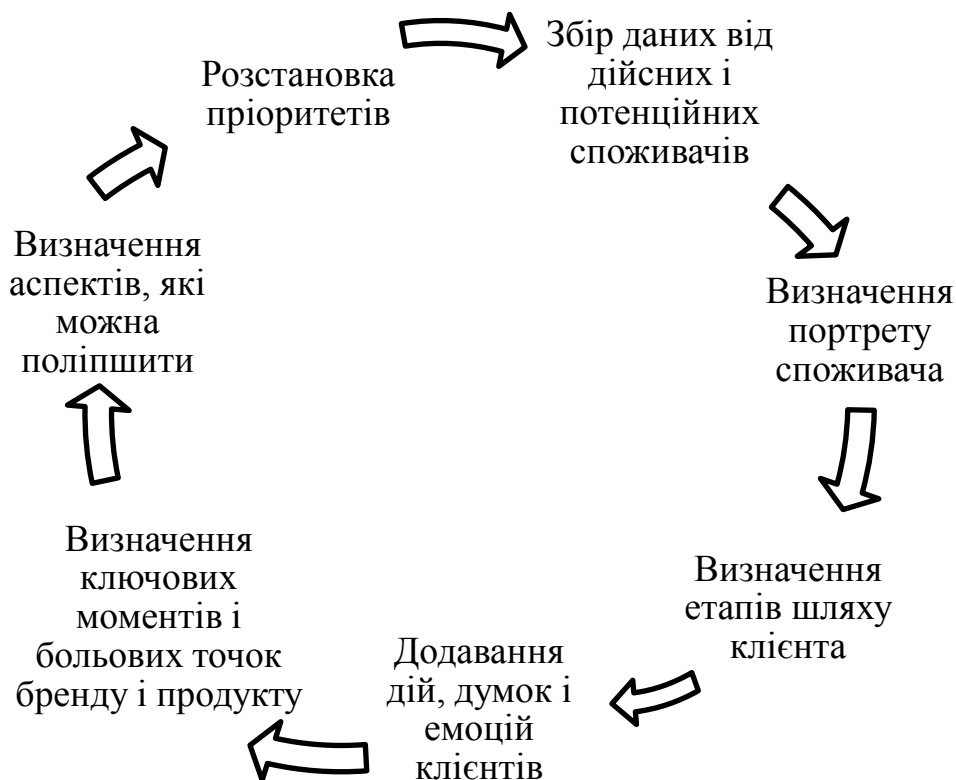 Розстановка
пріоритетів
Збір даних від
дійсних і
потенційних
споживачів
Визначення
портрету
споживача
Визначення
етапів шляху
клієнта
Додавання
дій, думок і
емоцій
клієнтів
Визначення
ключових
моментів і
больових точок
бренду і продукту
Визначення
аспектів, які
можна
поліпшити